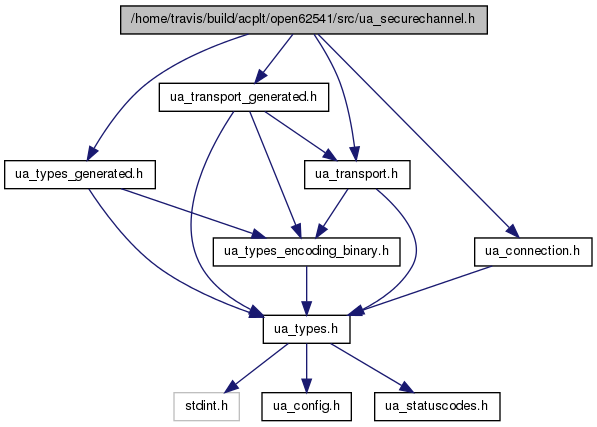 /home/travis/build/acplt/open62541/src/ua_securechannel.h
ua_transport_generated.h
ua_types_generated.h
ua_transport.h
ua_types_encoding_binary.h
ua_connection.h
ua_types.h
stdint.h
ua_config.h
ua_statuscodes.h